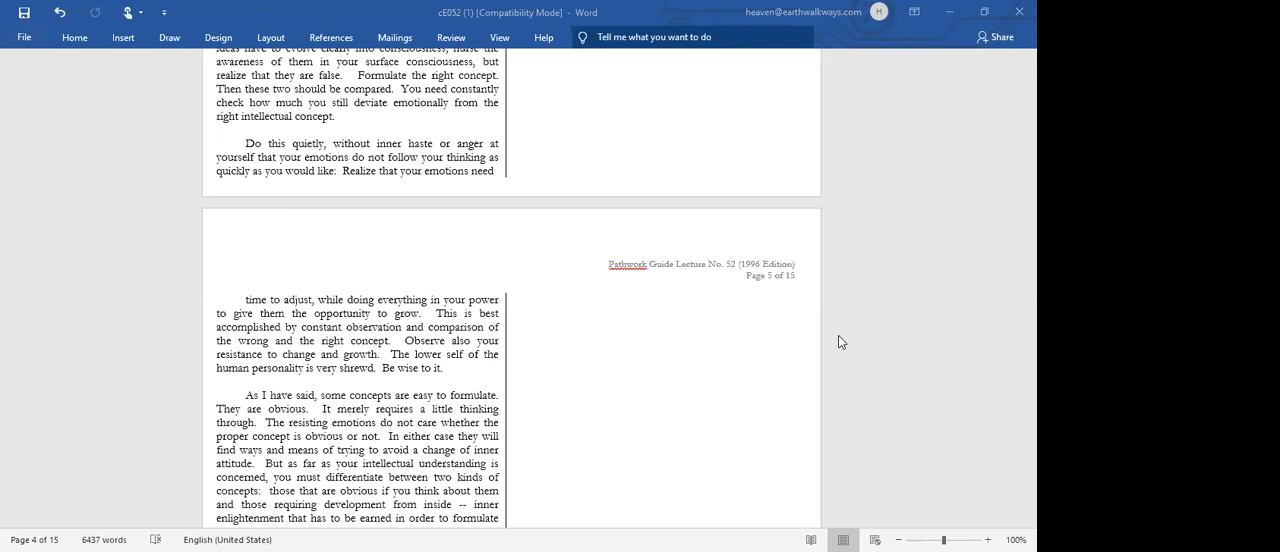 cE052 (1) [Compatibility Mode] - Word
heaven@earthwalkways.com
H
File
Home
Insert
Draw
Design
Layout
References
Mailings
Review
View
Help
Tell me what you want to do
Share
ideas have to evolve clearly into consciousness, nurse the
awareness of them in your surface consciousness, but
realize that they are false. Formulate the right concept.
Then these two should be compared. You need constantly
check how much you still deviate emotionally from the
right intellectual concept.
Do this quietly, without inner haste or anger at
yourself that your emotions do not follow your thinking as
quickly as you would like: Realize that your emotions need
Pathwork Guide Lecture No. 52 (1996 Edition)
Page 5 of 15
time to adjust, while doing everything in your power
to give them the opportunity to grow. This is best
accomplished by constant observation and comparison of
the wrong and the right concept. Observe also your
resistance to change and growth. The lower self of the
human personality is very shrewd. Be wise to it.
As I have said, some concepts are easy to formulate.
They are obvious. It merely requires a little thinking
through. The resisting emotions do not care whether the
proper concept is obvious or not. In either case they will
find ways and means of trying to avoid a change of inner
attitude. But as far as your intellectual understanding is
concerned, you must differentiate between two kinds of
concepts: those that are obvious if you think about them
and those requiring development from inside -- inner
enlightenment that has to be earned in order to formulate
Page 4 of 15
6437 words
English (United States)
100%